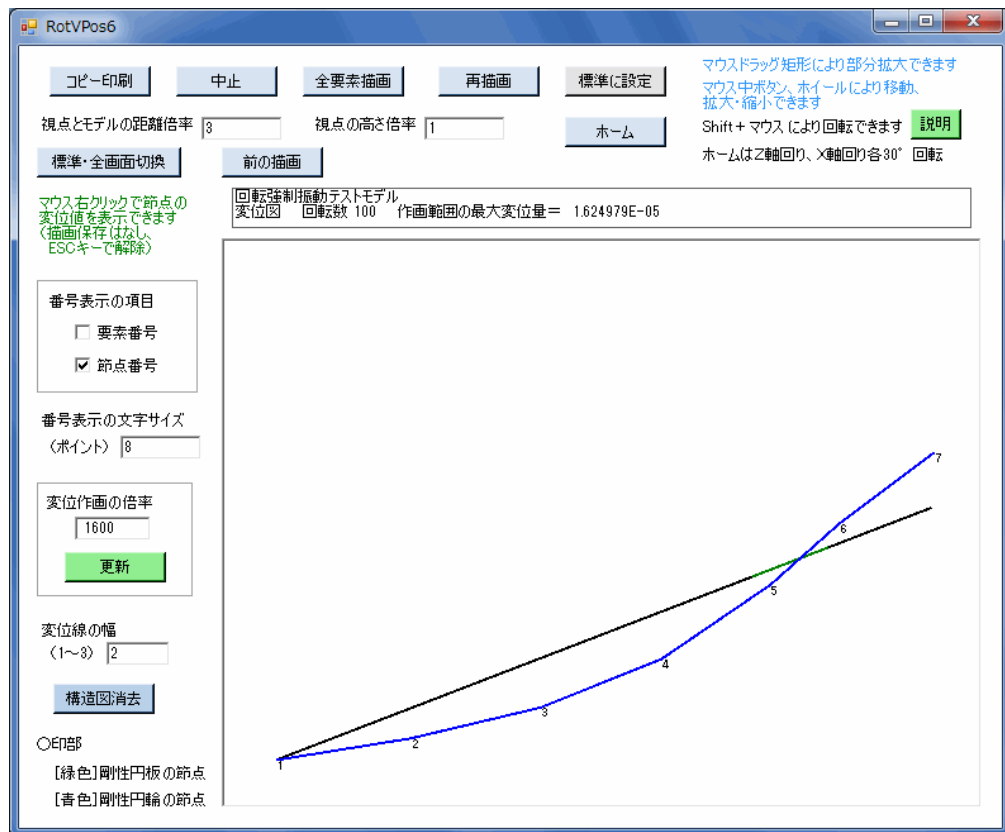 RotVPos6
コピー印刷
中止
全要素描画
再描画
標準に設定
マウスドラッグ矩形により部分拡大できます
マウス中ボタン、ホイールにより移動、
拡大・縮小できます
視点とモデルの距離倍率 3
視点の高さ倍率 1
ホーム
Shift+マウスにより回転できます
説明
標準・全画面切換
前の描画
ホームはZ軸回り、X軸回り各30° 回転
マウス右クリックで節点の
変位値を表示できます
(描画保存はなし、
ESCキーで解除)
回転強制振動テストモデル
変位図 回転数 100 作画範囲の最大変位量= 1.624979E-05
番号表示の項目
要素番号
節点番号
番号表示の文字サイズ
(ポイント) 8
変位作画の倍率
1600
更新
変位線の幅
(1~3) 2
構造図消去
○印部
[緑色]剛性円板の節点
[青色]剛性円輪の節点
7
6
5
4
3
2
1